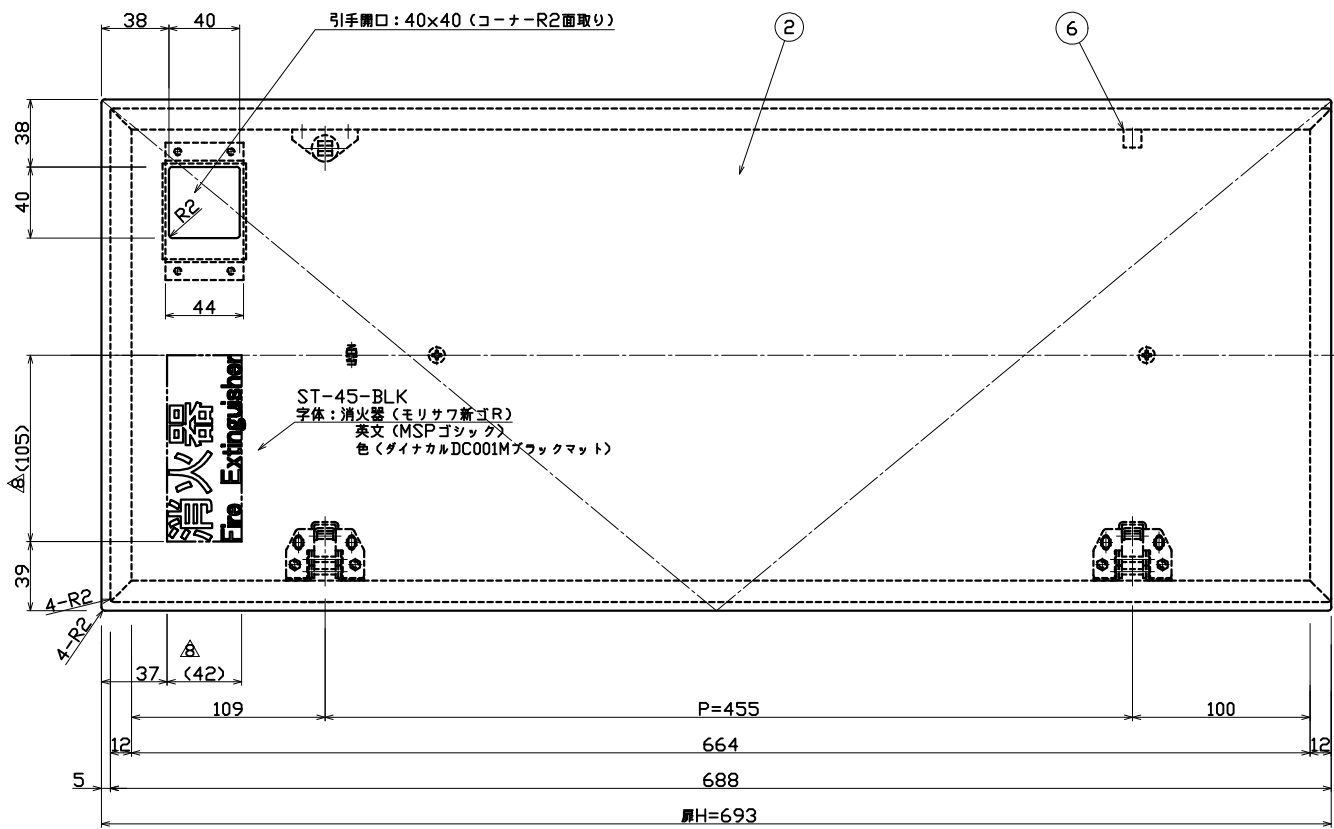 38
40
引手開口：40x40（コーナーR2面取り）
2
6
38
40
R2
44
ST-45-BLK
字体：消火器（モリサワ新ゴR）
英文（MSPゴシック）
色（ダイナカルDC001Mブラックマット）
消火器
Fire Extinguisher
8
(105)
39
4-R2
4-R2
8
37
(42)
109
P=455
100
12
664
12
5
688
扉H=693